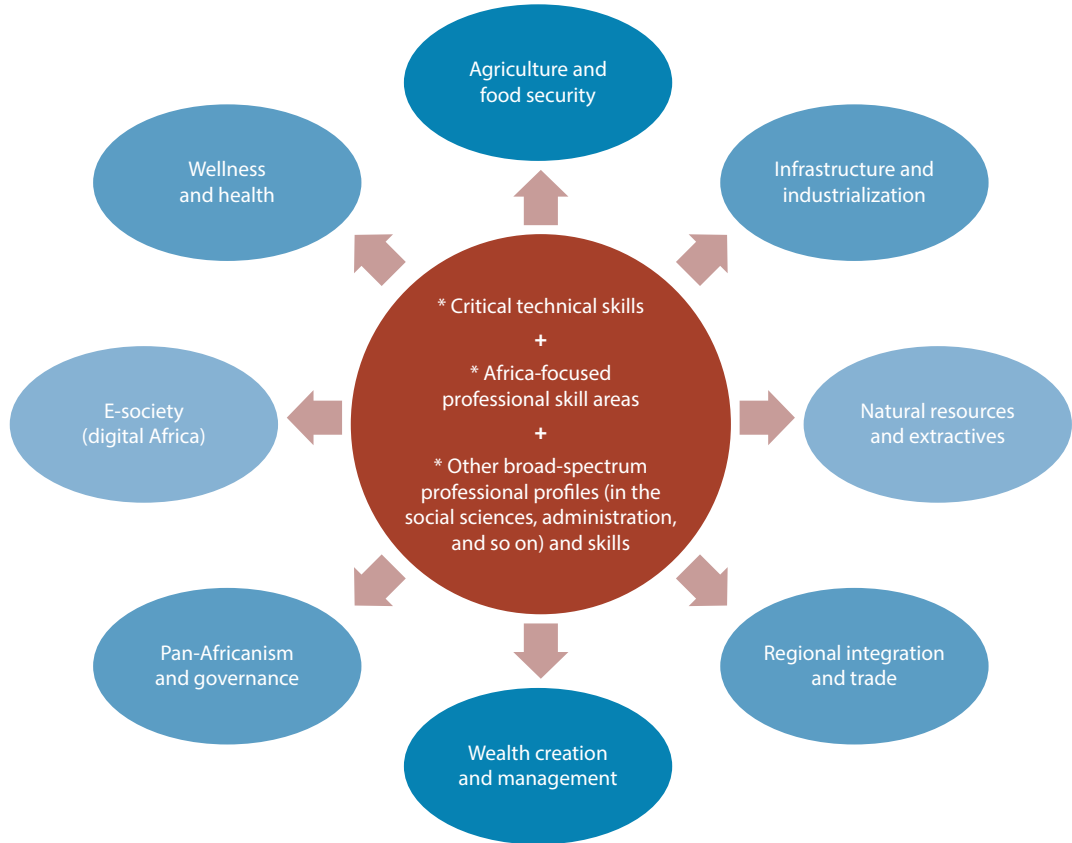 Agriculture and
food security
Wellness
and health
Infrastructure and
industrialization
* Critical technical skills
+
* Africa-focused
professional skill areas
+
* Other broad-spectrum
professional profiles (in the
social sciences, administration,
and so on) and skills
E-society
(digital Africa)
Natural resources
and extractives
Pan-Africanism
and governance
Regional integration
and trade
Wealth creation
and management